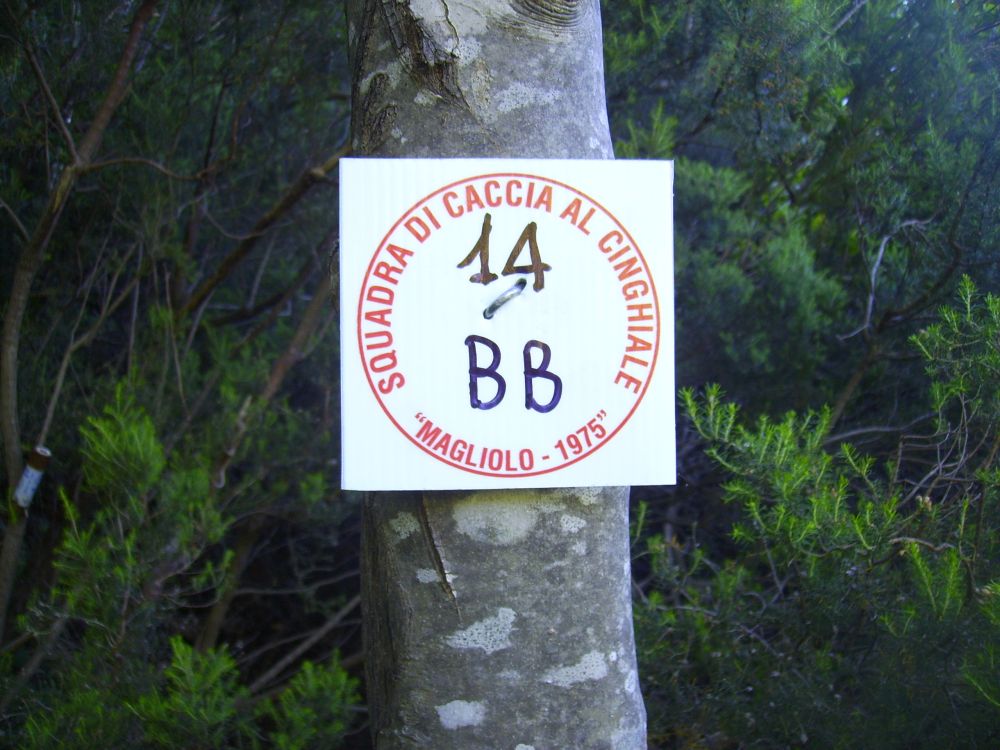 SQUADRA DI CACCIA AL CINGHIALE
14
BB
"MAGLIOLO - 1975"